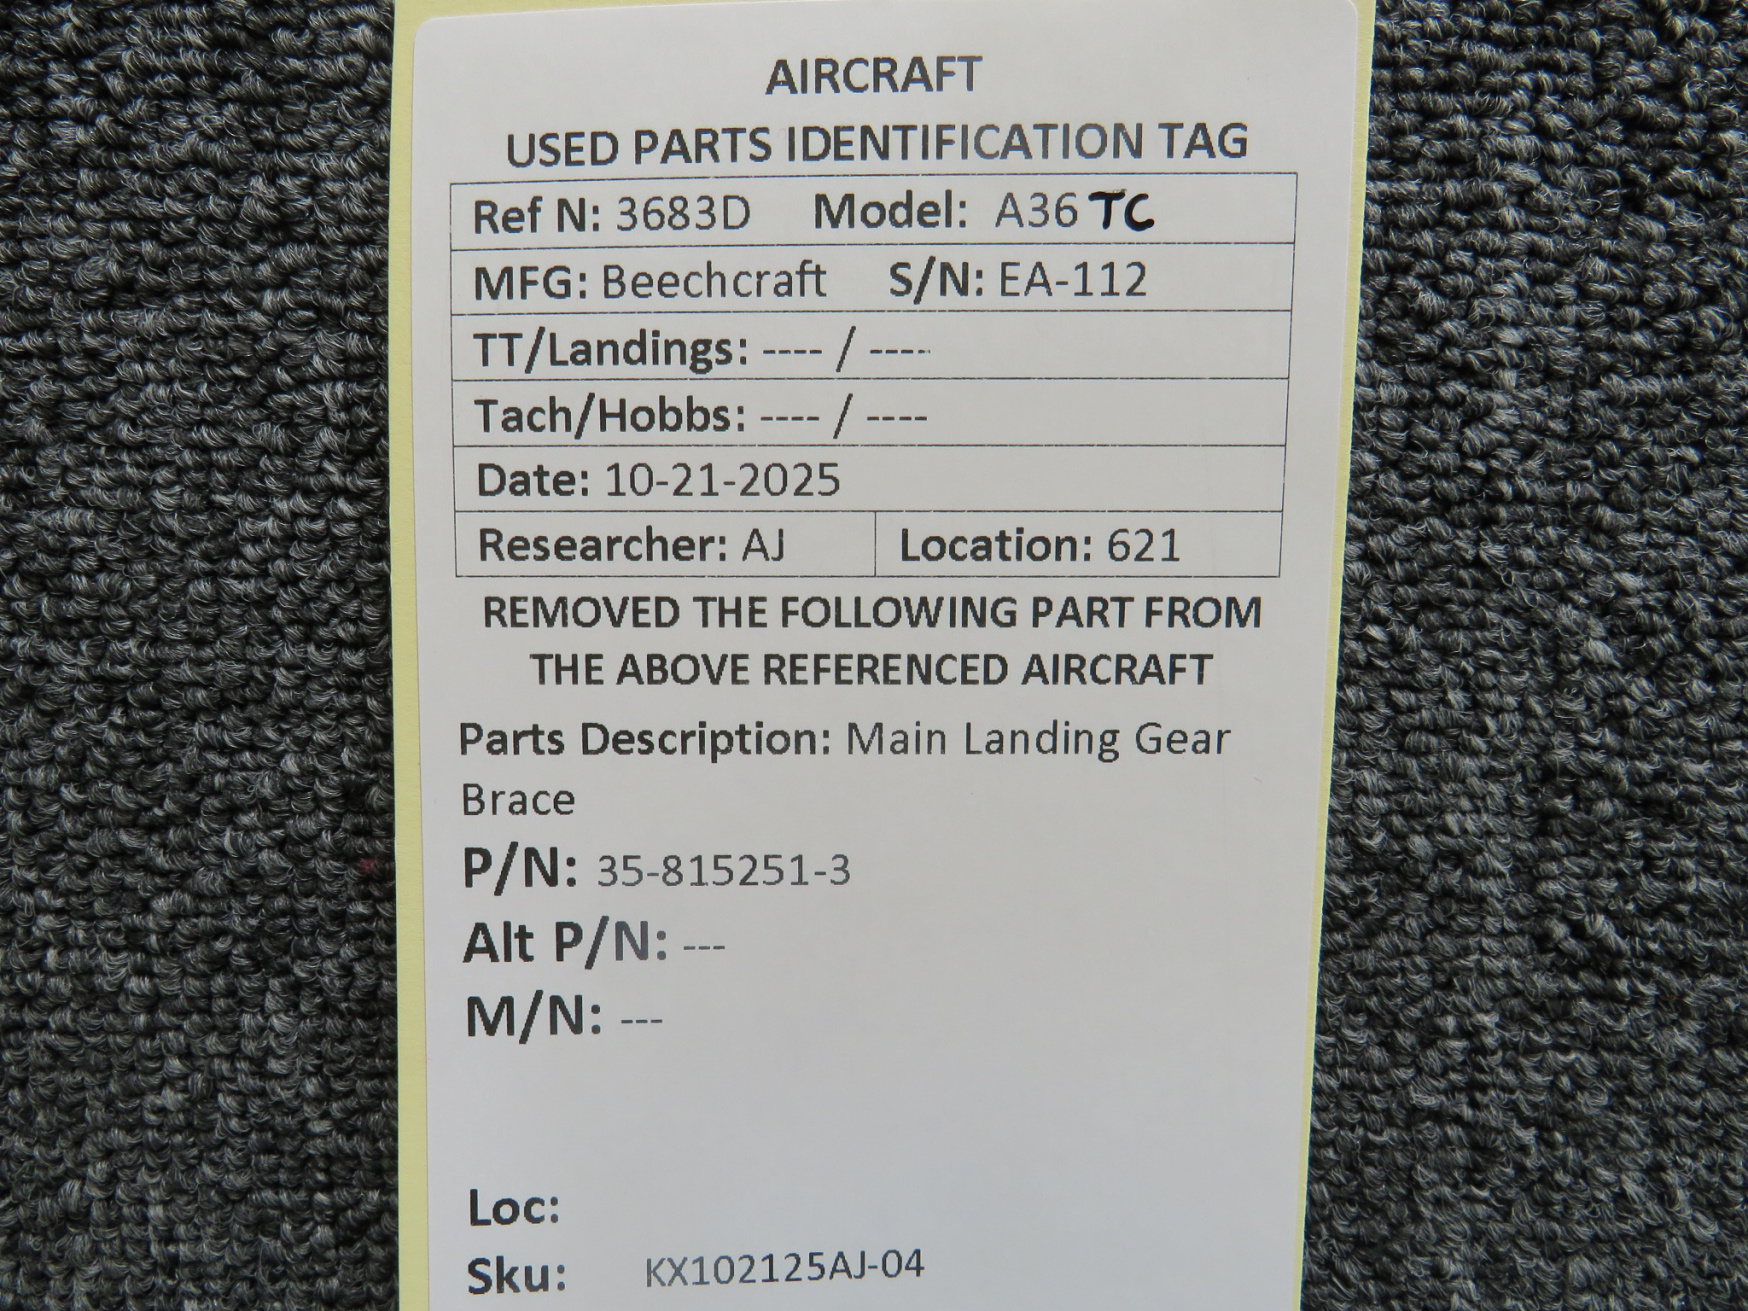 AIRCRAFT
USED PARTS IDENTIFICATION TAG
Ref N: 3683D Model: A36 TC
MFG: Beechcraft S/N: EA-112
TT/Landings: ---- / ----
Tach/Hobbs: ---- / ----
Date: 10-21-2025
Researcher: AJ Location: 621
REMOVED THE FOLLOWING PART FROM
THE ABOVE REFERENCED AIRCRAFT
Parts Description: Main Landing Gear
Brace
P/N: 35-815251-3
Alt P/N: ---
M/N: ---
Loc:
Sku: KX102125AJ-04